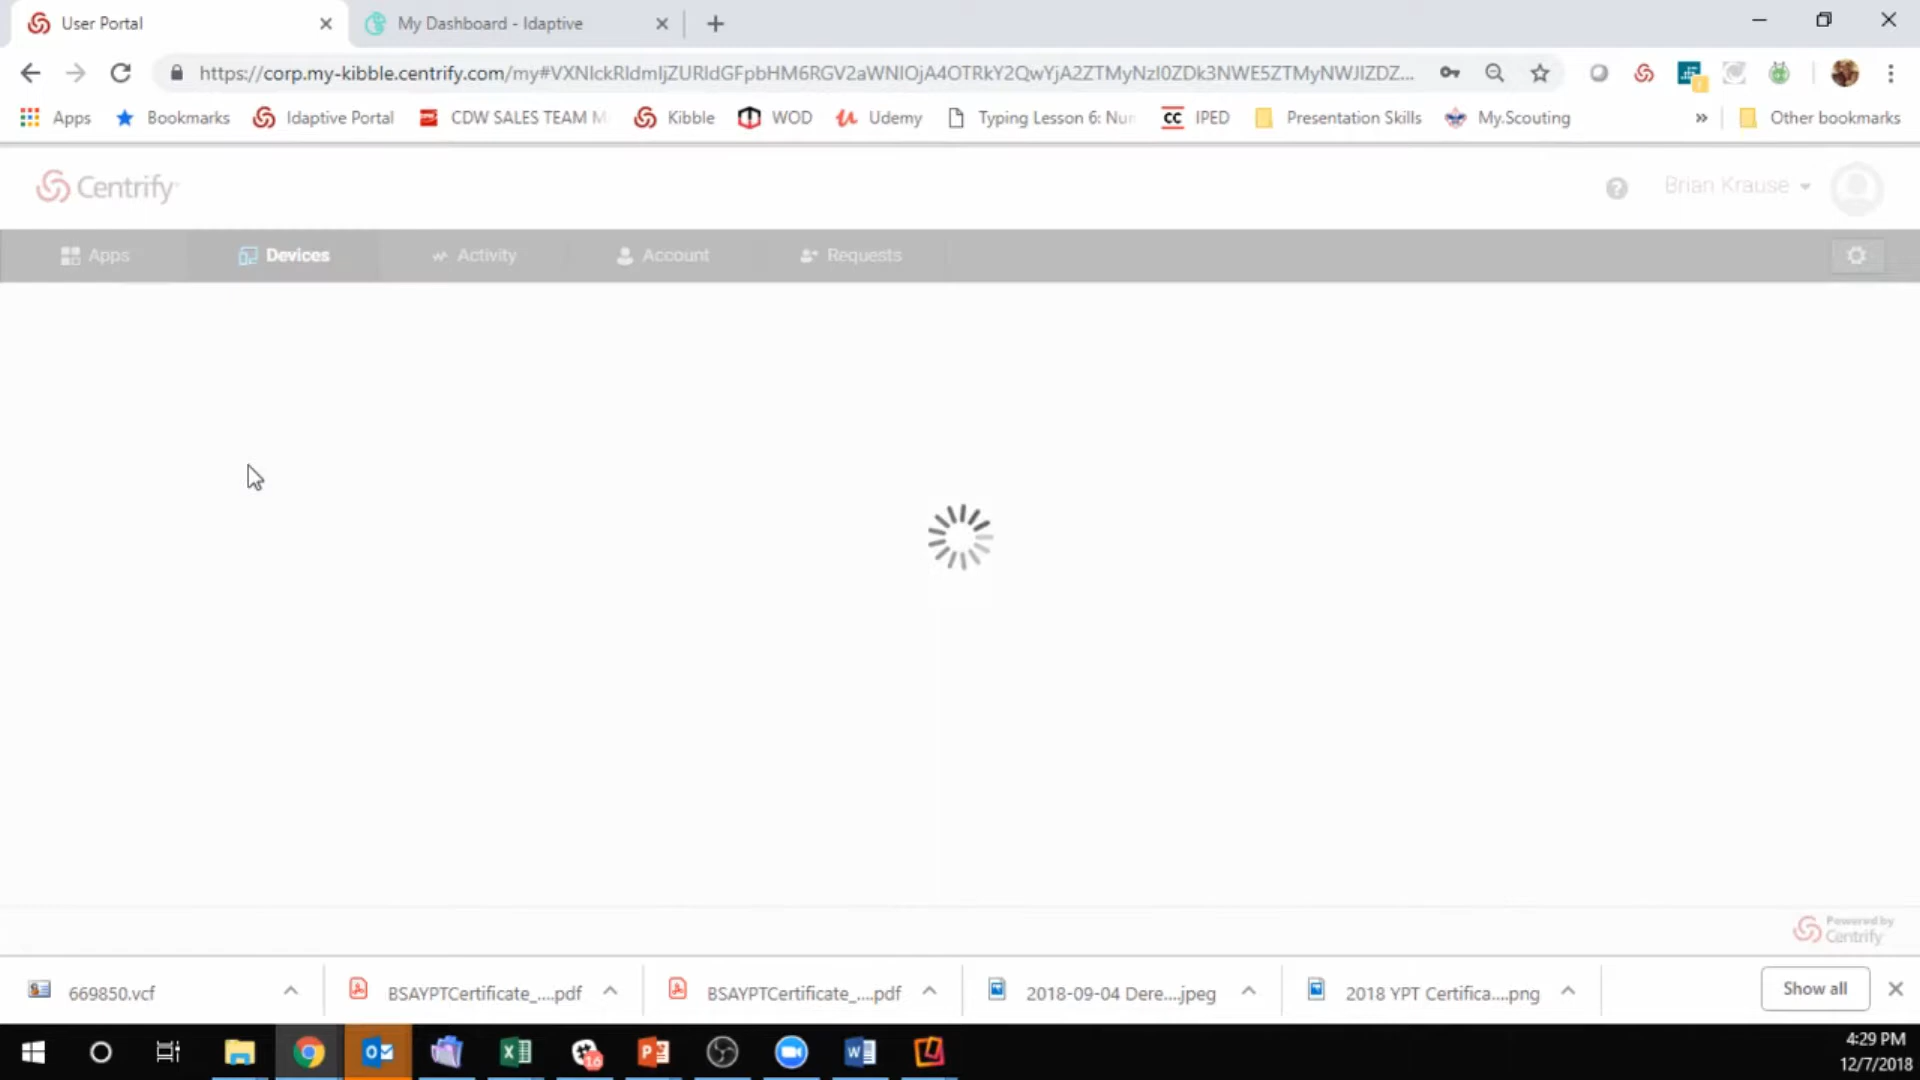 User Portal
My Dashboard - Idaptive
https://corp.my-kibble.centrify.com/my#VXNlckRldmljZURldGFpbHM6RGV2aWNlOjA4OTRkY2QwYjA2ZTMyNzI0ZDk3NWE5ZTMyNWJlZDZ...
Apps
Bookmarks
Idaptive Portal
CDW SALES TEAM M
Kibble
WOD
Udemy
Typing Lesson 6: Nun
CC IPED
Presentation Skills
My.Scouting
»
Other bookmarks
Centrify
?
Brian Krause
Apps
Devices
Activity
Account
Requests
Powered by
Centrify
669850.vcf
BSAYPTCertificate_....pdf
BSAYPTCertificate_....pdf
2018-09-04 Dere....jpeg
2018 YPT Certifica....png
Show all
16
4:29 PM
12/7/2018